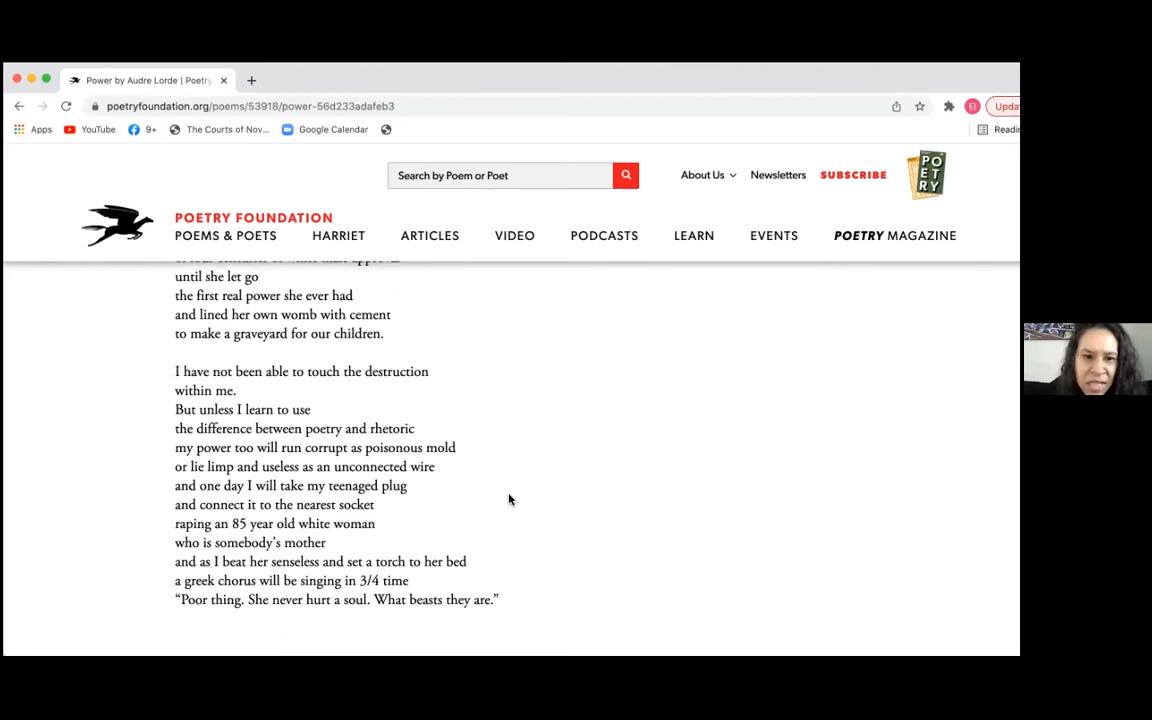 Power by Audre Lorde | Poetry
poetryfoundation.org/poems/53918/power-56d233adafeb3
EI
Upda
Apps
YouTube
9+
The Courts of Nov...
Google Calendar
Readin
Search by Poem or Poet
About Us
Newsletters
SUBSCRIBE
POETRY
POETRY FOUNDATION
POEMS & POETS
HARRIET
ARTICLES
VIDEO
PODCASTS
LEARN
EVENTS
POETRY MAGAZINE
until she let go
the first real power she ever had
and lined her own womb with cement
to make a graveyard for our children.
I have not been able to touch the destruction
within me.
But unless I learn to use
the difference between poetry and rhetoric
my power too will run corrupt as poisonous mold
or lie limp and useless as an unconnected wire
and one day I will take my teenaged plug
and connect it to the nearest socket
raping an 85 year old white woman
who is somebody's mother
and as I beat her senseless and set a torch to her bed
a greek chorus will be singing in 3/4 time
“Poor thing. She never hurt a soul. What beasts they are.”